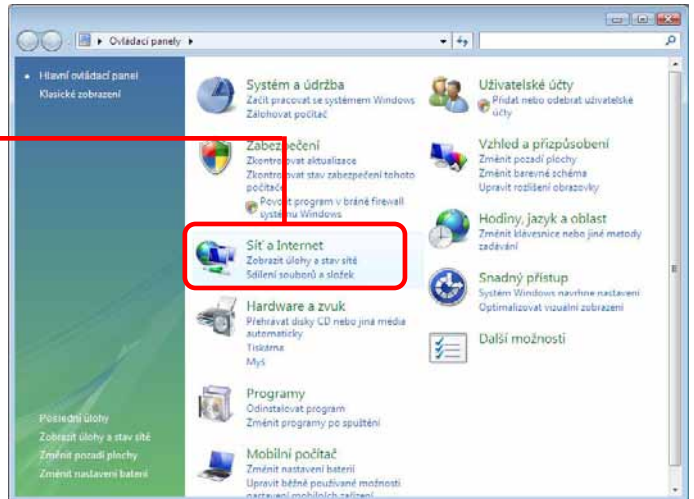 Ovládací panely
Hlavní ovládací panel
Klasické zobrazení
Systém a údržba
Začít pracovat se systémem Windows
Zálohovat počítač
Zabezpečení
Zkontrolovat aktualizace
Zkontrolovat stav zabezpečení tohoto
počítače
Povolit program v bráně firewall
systému Windows
Síť a Internet
Zobrazit úlohy a stav sítě
Sdílení souborů a složek
Hardware a zvuk
Přehrávat disky CD nebo jiná média
automaticky
Tiskárna
Myš
Programy
Odinstalovat program
Změnit programy po spuštění
Mobilní počítač
Změnit nastavení baterií
Upravit běžně používané možnosti
nastavení mobilních zařízení
Uživatelské účty
Přidat nebo odebrat uživatelské
účty
Vzhled a přizpůsobení
Změnit pozadí plochy
Změnit barevné schéma
Upravit rozlišení obrazovky
Hodiny, jazyk a oblast
Změnit klávesnice nebo jiné metody
zadávání
Snadný přístup
Systém Windows navrhne nastavení
Optimalizovat vizuální zobrazení
Další možnosti
Poslední úlohy
Zobrazit úlohy a stav sítě
Změnit pozadí plochy
Změnit nastavení baterií